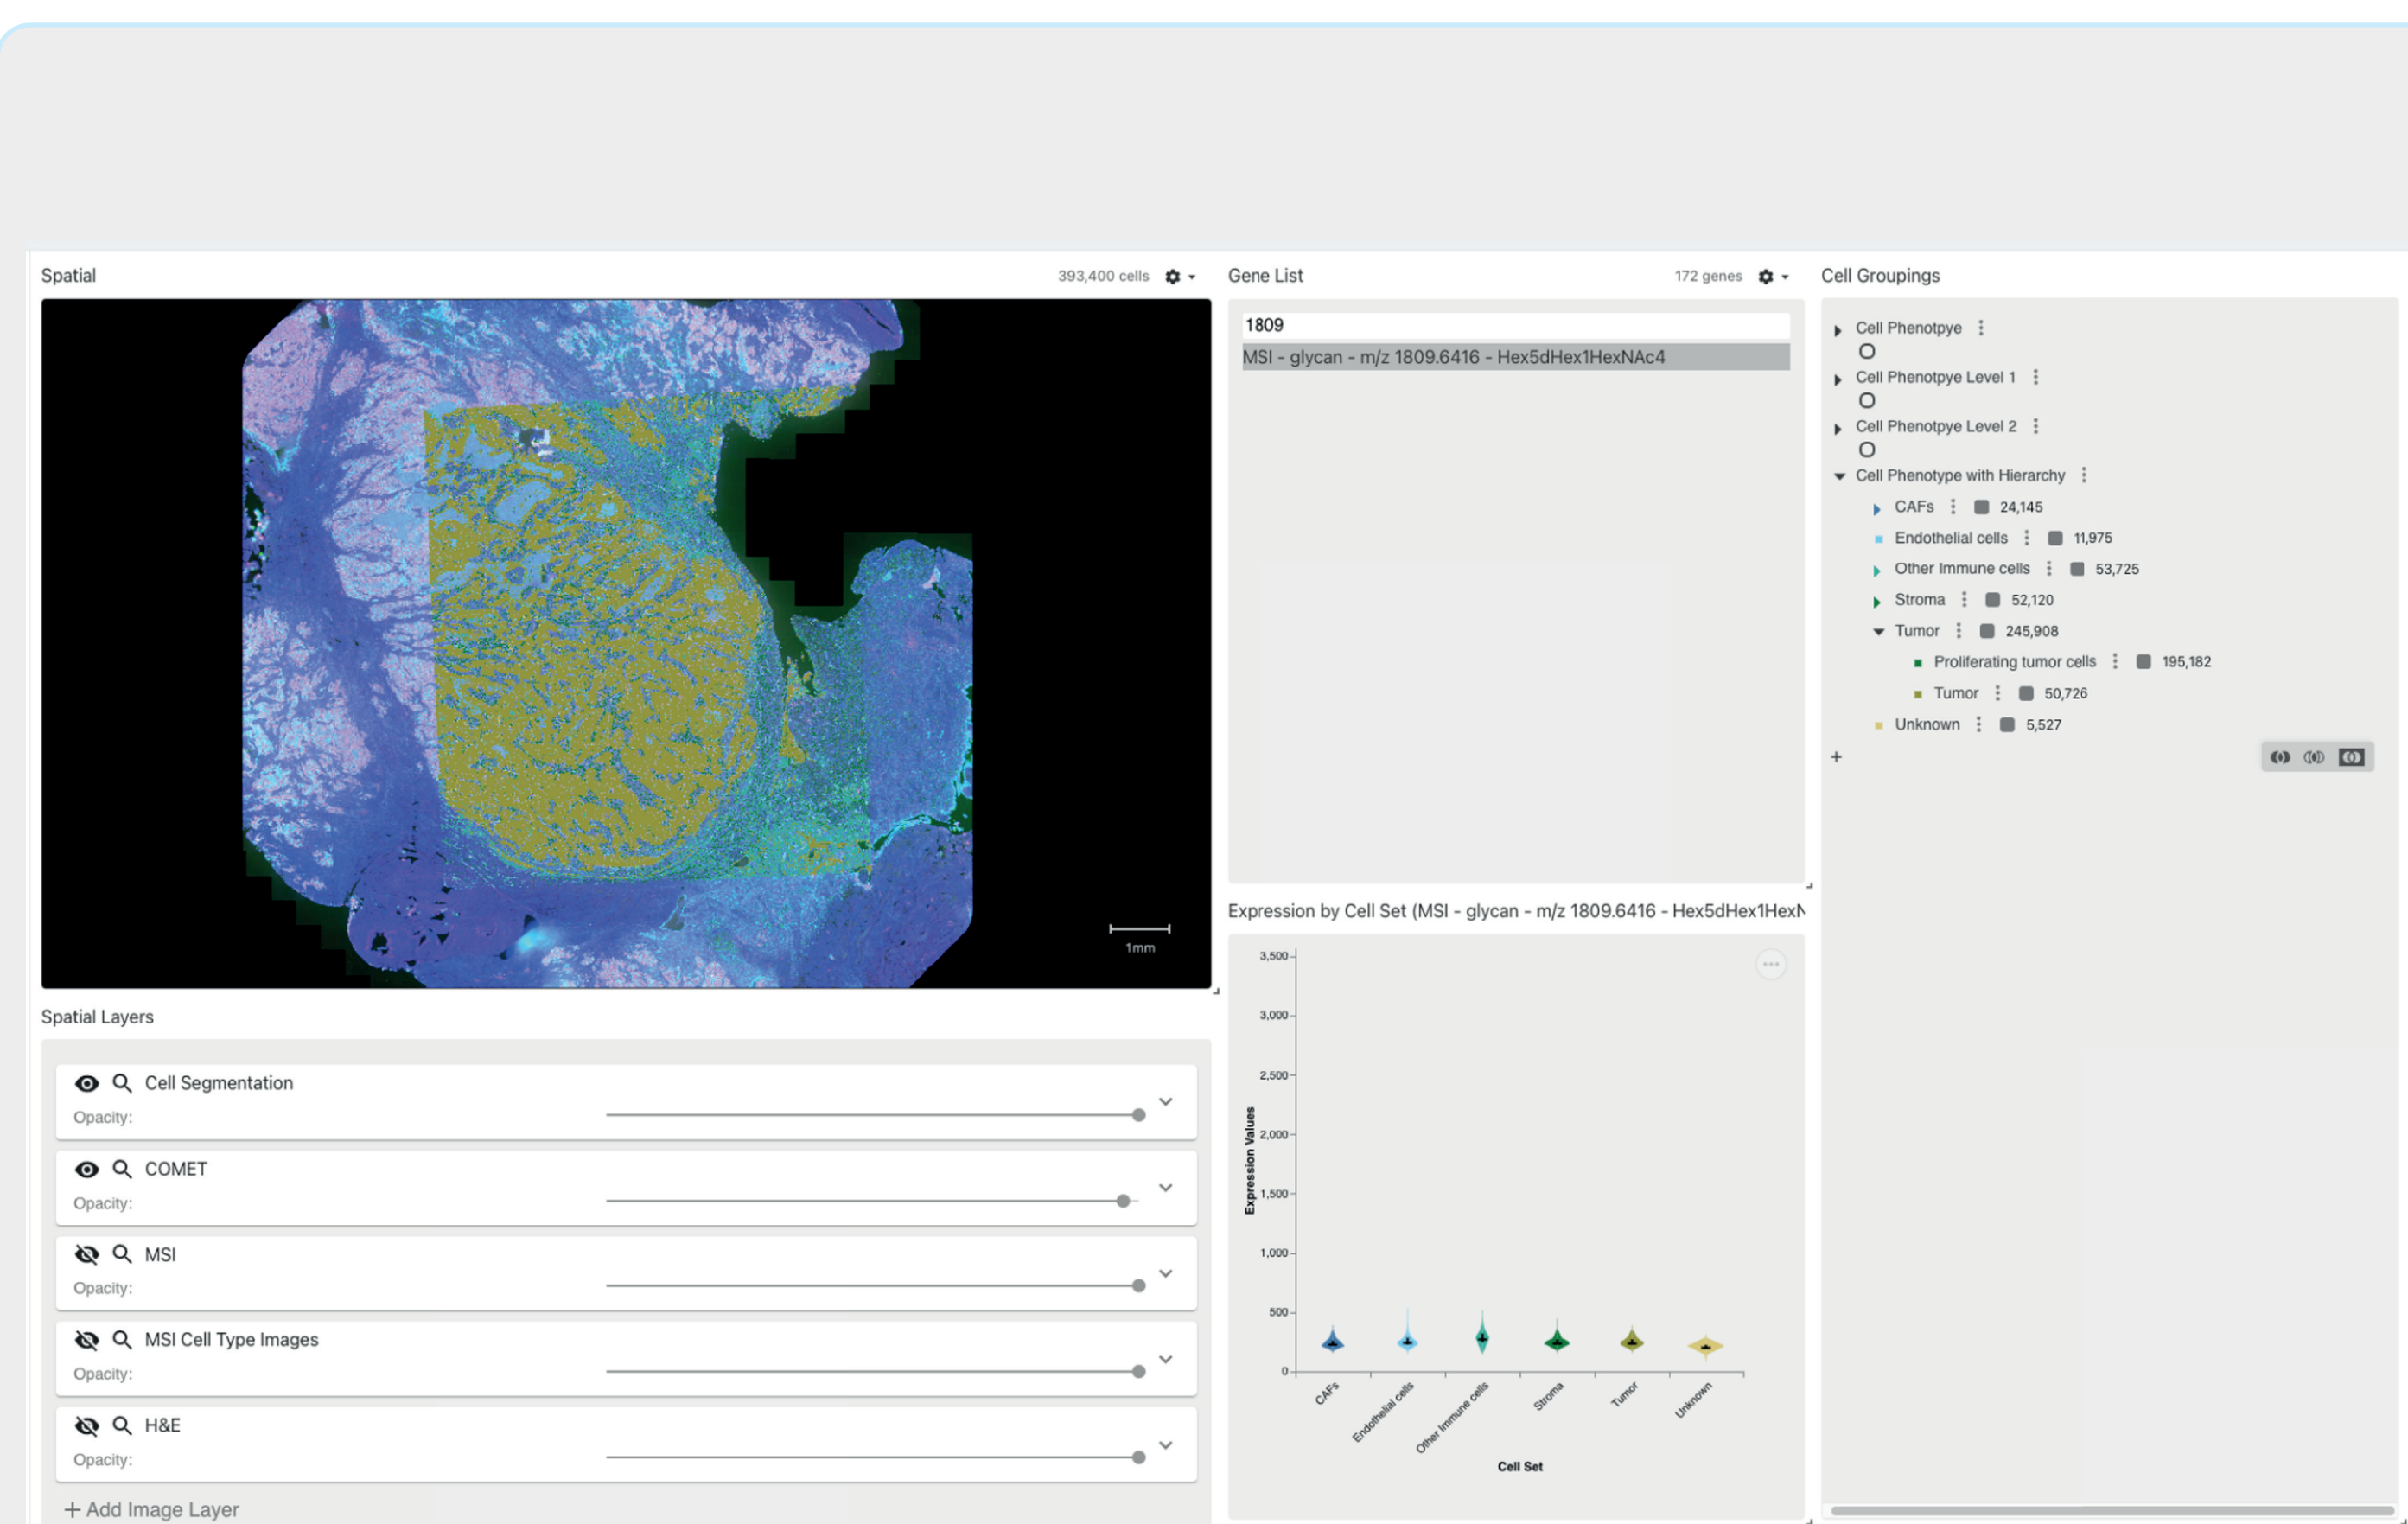 Spatial
393,400 cells
1mm
Spatial Layers
Cell Segmentation
Opacity:
COMET
Opacity:
MSI
Opacity:
MSI Cell Type Images
Opacity:
H&E
Opacity:
+ Add Image Layer
Gene List
172 genes
1809
MSI - glycan - m/z 1809.6416 - Hex5dHex1HexNAc4
Expression by Cell Set (MSI - glycan - m/z 1809.6416 - Hex5dHex1HexN
3,500
3,000
2,500
2,000
1,500
1,000
500
0
Expression Values
CAFs
Endothelial cells
Other Immune cells
Stroma
Tumor
Unknown
Cell Set
Cell Groupings
Cell Phenotpye
Cell Phenotpye Level 1
Cell Phenotpye Level 2
Cell Phenotype with Hierarchy
CAFs 24,145
Endothelial cells 11,975
Other Immune cells 53,725
Stroma 52,120
Tumor 245,908
Proliferating tumor cells 195,182
Tumor 50,726
Unknown 5,527
+